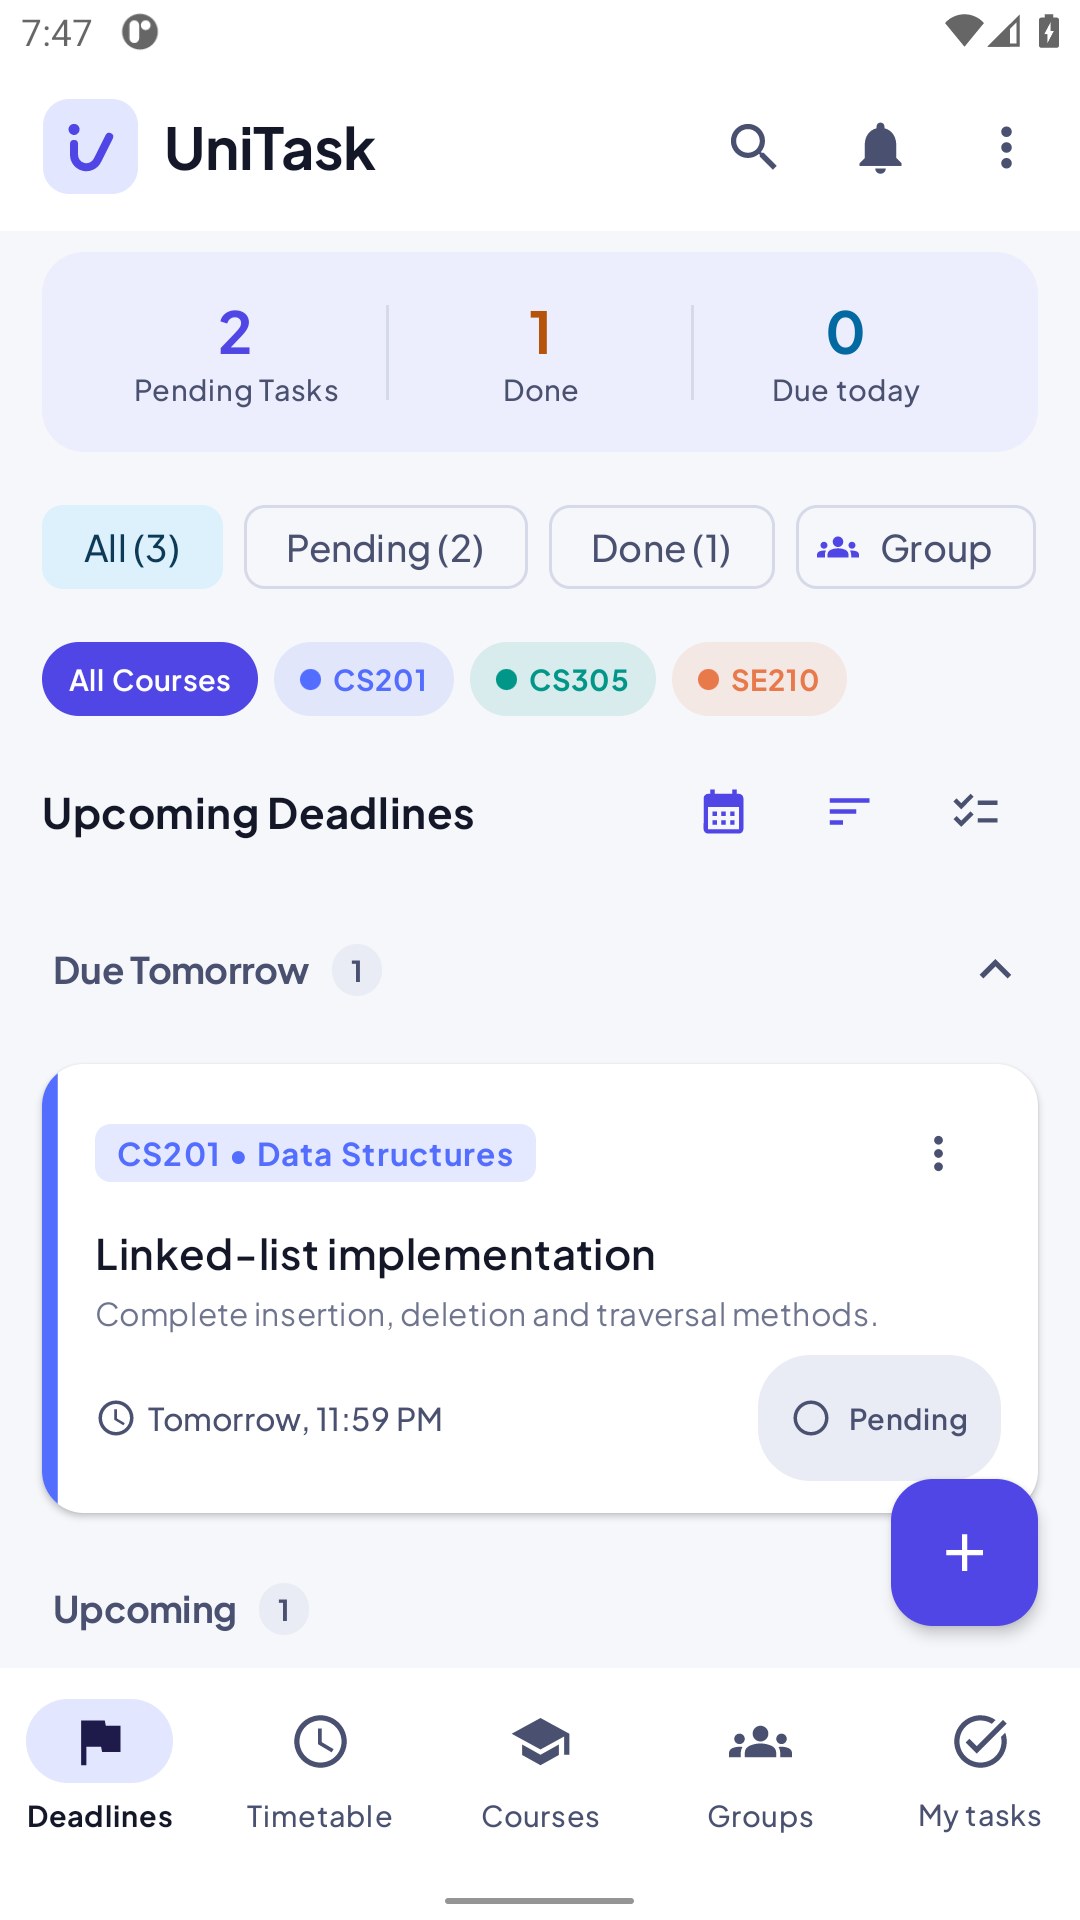 7:47
UniTask
2
Pending Tasks
1
Done
0
Due today
All (3)
Pending (2)
Done (1)
Group
All Courses
CS201
CS305
SE210
Upcoming Deadlines
Due Tomorrow 1
CS201 • Data Structures
Linked-list implementation
Complete insertion, deletion and traversal methods.
Tomorrow, 11:59 PM
Pending
Upcoming 1
Deadlines
Timetable
Courses
Groups
My tasks